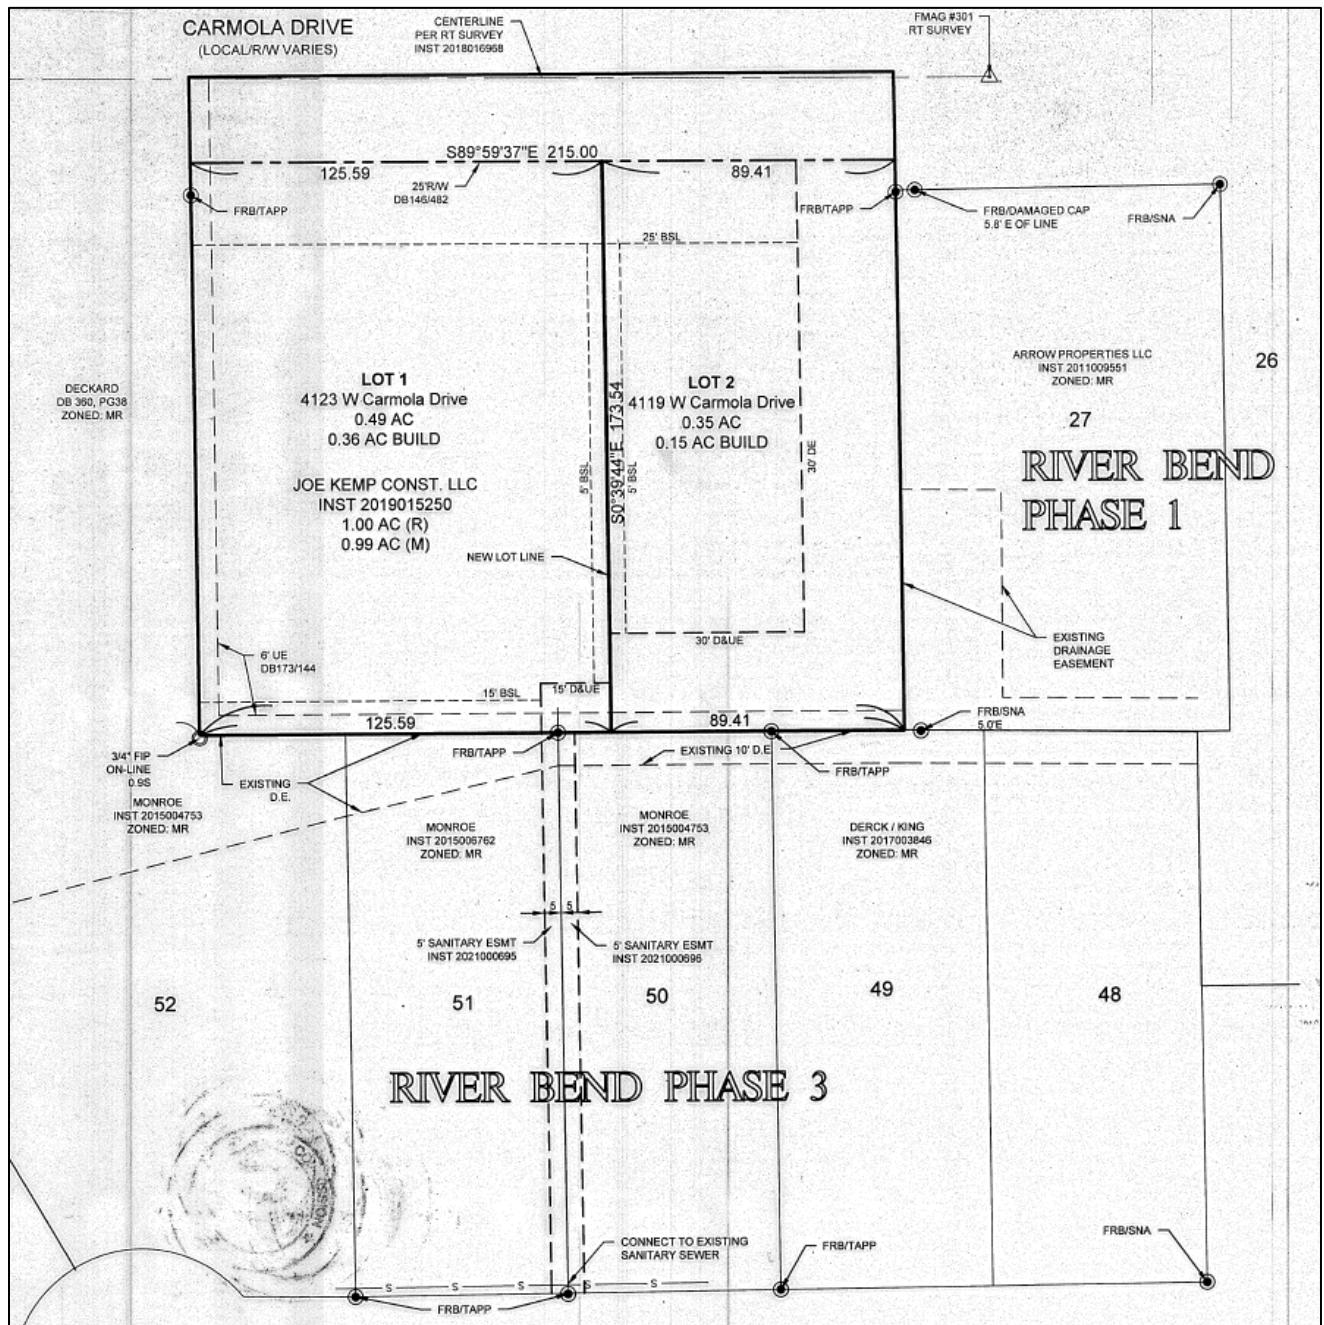 CARMOLA DRIVE
(LOCAL/R/W VARIES)
CENTERLINE
PER RT SURVEY
INST 2018016968
FMAG #301
RT SURVEY
S89°59'37"E 215.00
125.59
89.41
25'R/W
DB146/482
FRB/TAPP
FRB/TAPP
FRB/DAMAGED CAP
5.8' E OF LINE
FRB/SNA
25' BSL
DECKARD
DB 360, PG38
ZONED: MR
LOT 1
4123 W Carmola Drive
0.49 AC
0.36 AC BUILD
JOE KEMP CONST. LLC
INST 2019015250
1.00 AC (R)
0.99 AC (M)
5' BSL
S0°39'44"E 173.54
5' BSL
LOT 2
4119 W Carmola Drive
0.35 AC
0.15 AC BUILD
30' DE
ARROW PROPERTIES LLC
INST 2011009551
ZONED: MR
26
27
RIVER BEND
PHASE 1
NEW LOT LINE
30' D&UE
EXISTING
DRAINAGE
EASEMENT
6' UE
DB173/144
15' BSL
15' D&UE
125.59
89.41
FRB/SNA
5.0'E
3/4" FIP
ON-LINE
0.9S
EXISTING
D.E.
FRB/TAPP
EXISTING 10' D.E.
FRB/TAPP
MONROE
INST 2015004753
ZONED: MR
MONROE
INST 2015006762
ZONED: MR
MONROE
INST 2015004753
ZONED: MR
DERCK / KING
INST 2017003846
ZONED: MR
5 5
5' SANITARY ESMT
INST 2021000695
5' SANITARY ESMT
INST 2021000696
52
51
50
49
48
RIVER BEND PHASE 3
CONNECT TO EXISTING
SANITARY SEWER
FRB/TAPP
FRB/SNA
S S S S S
FRB/TAPP